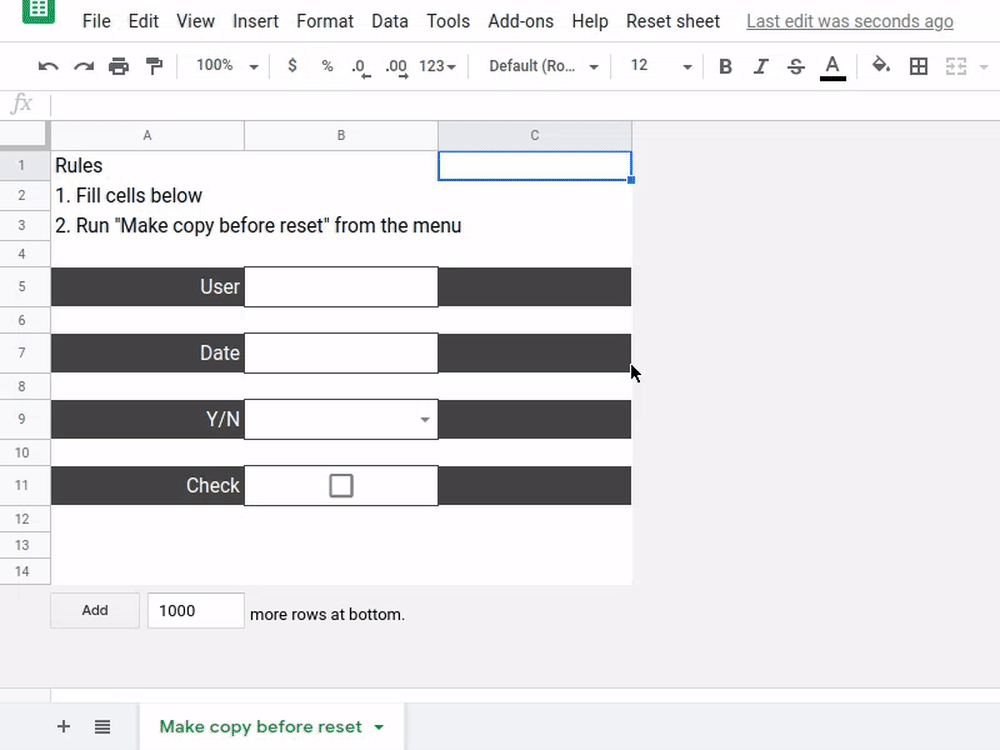 File Edit View Insert Format Data Tools Add-ons Help Reset sheet Last edit was seconds ago
100% $ % .0 .00 123 Default (Ro... 12 B I S A
fx
A B C
1 Rules
2 1. Fill cells below
3 2. Run "Make copy before reset" from the menu
4
5 User
6
7 Date
8
9 Y/N
10
11 Check
12
13
14
Add 1000 more rows at bottom.
+ Make copy before reset